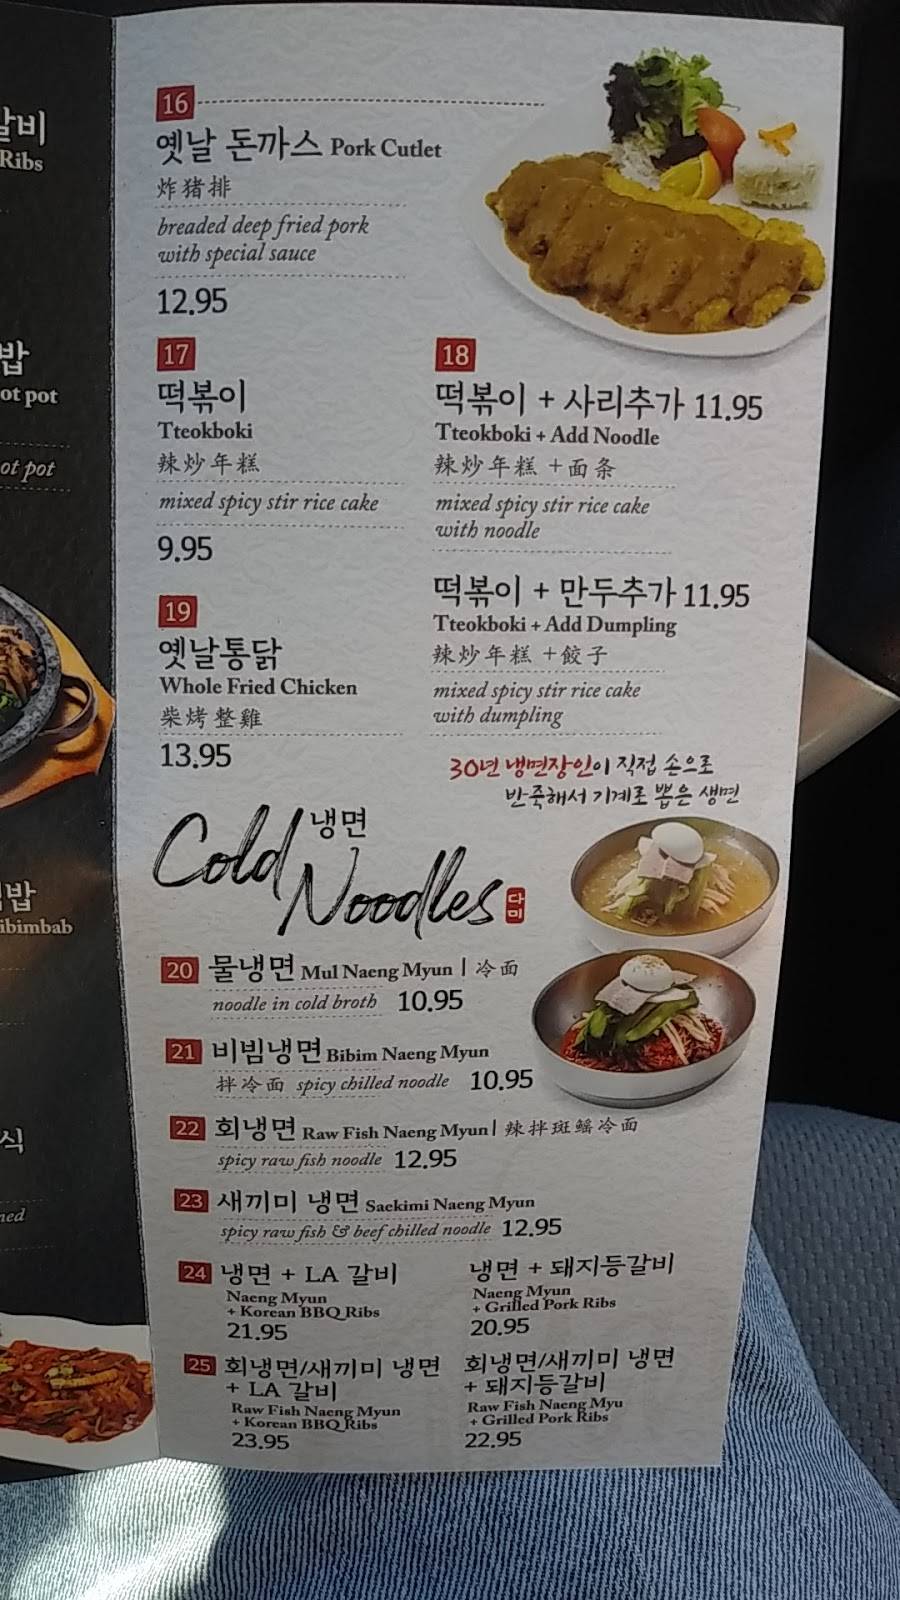 갈비
Ribs
밥
ot pot
ot pot
밥
ibimbab
식
ned
16
옛날 돈까스 Pork Cutlet
炸猪排
breaded deep fried pork
with special sauce
12.95
17
떡볶이
Tteokboki
辣炒年糕
mixed spicy stir rice cake
9.95
18
떡볶이 + 사리추가 11.95
Tteokboki + Add Noodle
辣炒年糕 +面条
mixed spicy stir rice cake
with noodle
떡볶이 + 만두추가 11.95
Tteokboki + Add Dumpling
辣炒年糕 +餃子
mixed spicy stir rice cake
with dumpling
19
옛날통닭
Whole Fried Chicken
柴烤整雞
13.95
30년 냉면장인이 직접 손으로
반죽해서 기계로 뽑은 생면
냉면
Cold
Noodles
다미
20 물냉면 Mul Naeng Myun | 冷面
noodle in cold broth 10.95
21 비빔냉면 Bibim Naeng Myun
拌冷面 spicy chilled noodle 10.95
22 회냉면 Raw Fish Naeng Myun | 辣拌斑鳐冷面
spicy raw fish noodle 12.95
23 새끼미 냉면 Saekimi Naeng Myun
spicy raw fish & beef chilled noodle 12.95
24 냉면 + LA 갈비
Naeng Myun
+ Korean BBQ Ribs
21.95
냉면 + 돼지등갈비
Naeng Myun
+ Grilled Pork Ribs
20.95
25 회냉면/새끼미 냉면
+ LA 갈비
Raw Fish Naeng Myun
+ Korean BBQ Ribs
23.95
회냉면/새끼미 냉면
+ 돼지등갈비
Raw Fish Naeng Myu
+ Grilled Pork Ribs
22.95